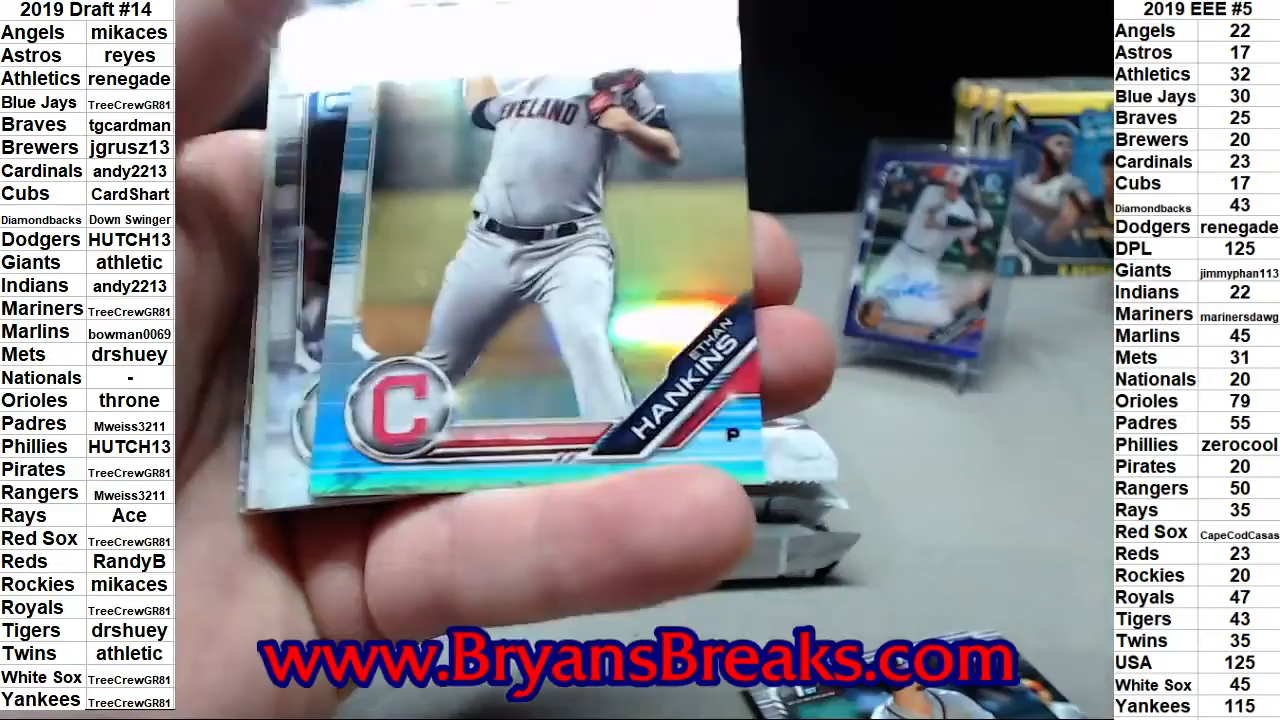 2019 Draft #14
Angels mikaces
Astros reyes
Athletics renegade
Blue Jays TreeCrewGR81
Braves tgcardman
Brewers jgrusz13
Cardinals andy2213
Cubs CardShart
Diamondbacks Down Swinger
Dodgers HUTCH13
Giants athletic
Indians andy2213
Mariners TreeCrewGR81
Marlins bowman0069
Mets drshuey
Nationals -
Orioles throne
Padres Mweiss3211
Phillies HUTCH13
Pirates TreeCrewGR81
Rangers Mweiss3211
Rays Ace
Red Sox TreeCrewGR81
Reds RandyB
Rockies mikaces
Royals TreeCrewGR81
Tigers drshuey
Twins athletic
White Sox TreeCrewGR81
Yankees TreeCrewGR81
EVELAND
C
ETHAN
HANKINS
P
www.BryansBreaks.com
2019 EEE #5
Angels 22
Astros 17
Athletics 32
Blue Jays 30
Braves 25
Brewers 20
Cardinals 23
Cubs 17
Diamondbacks 43
Dodgers renegade
DPL 125
Giants jimmyphan113
Indians 22
Mariners marinersdawg
Marlins 45
Mets 31
Nationals 20
Orioles 79
Padres 55
Phillies zerocool
Pirates 20
Rangers 50
Rays 35
Red Sox CapeCodCasas
Reds 23
Rockies 20
Royals 47
Tigers 43
Twins 35
USA 125
White Sox 45
Yankees 115